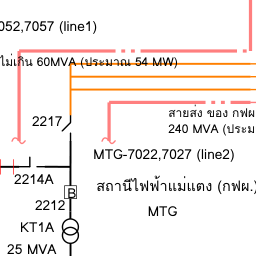 052,7057 (line1)
ไม่เกิน 60MVA (ประมาณ 54 MW)
สายส่ง ของ กฟผ
240 MVA (ประม
2217
MTG-7022,7027 (line2)
2214A
สถานีไฟฟ้าแม่แตง (กฟผ.)
B
2212
MTG
KT1A
25 MVA